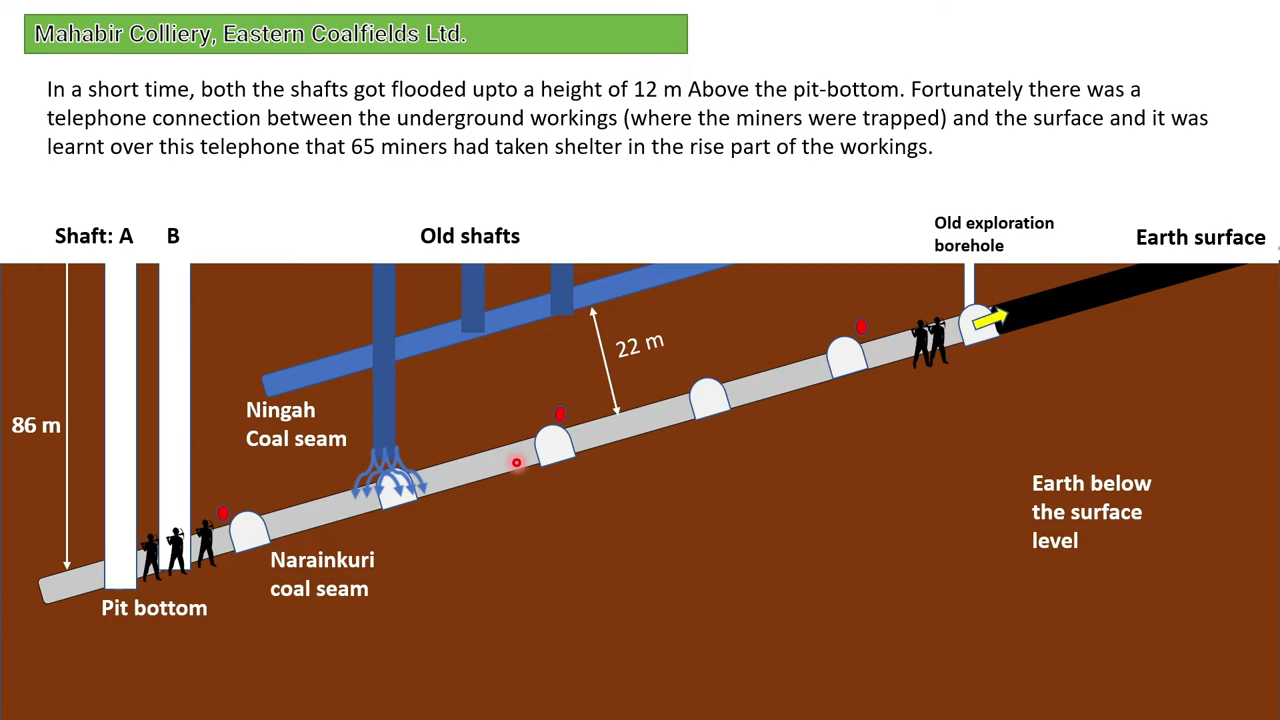 Mahabir Colliery, Eastern Coalfields Ltd.
In a short time, both the shafts got flooded upto a height of 12 m Above the pit-bottom. Fortunately there was a
telephone connection between the underground workings (where the miners were trapped) and the surface and it was
learnt over this telephone that 65 miners had taken shelter in the rise part of the workings.
Shaft: A B
Old shafts
Old exploration
borehole
Earth surface
22 m
86 m
Ningah
Coal seam
Earth below
the surface
level
Narainkuri
coal seam
Pit bottom